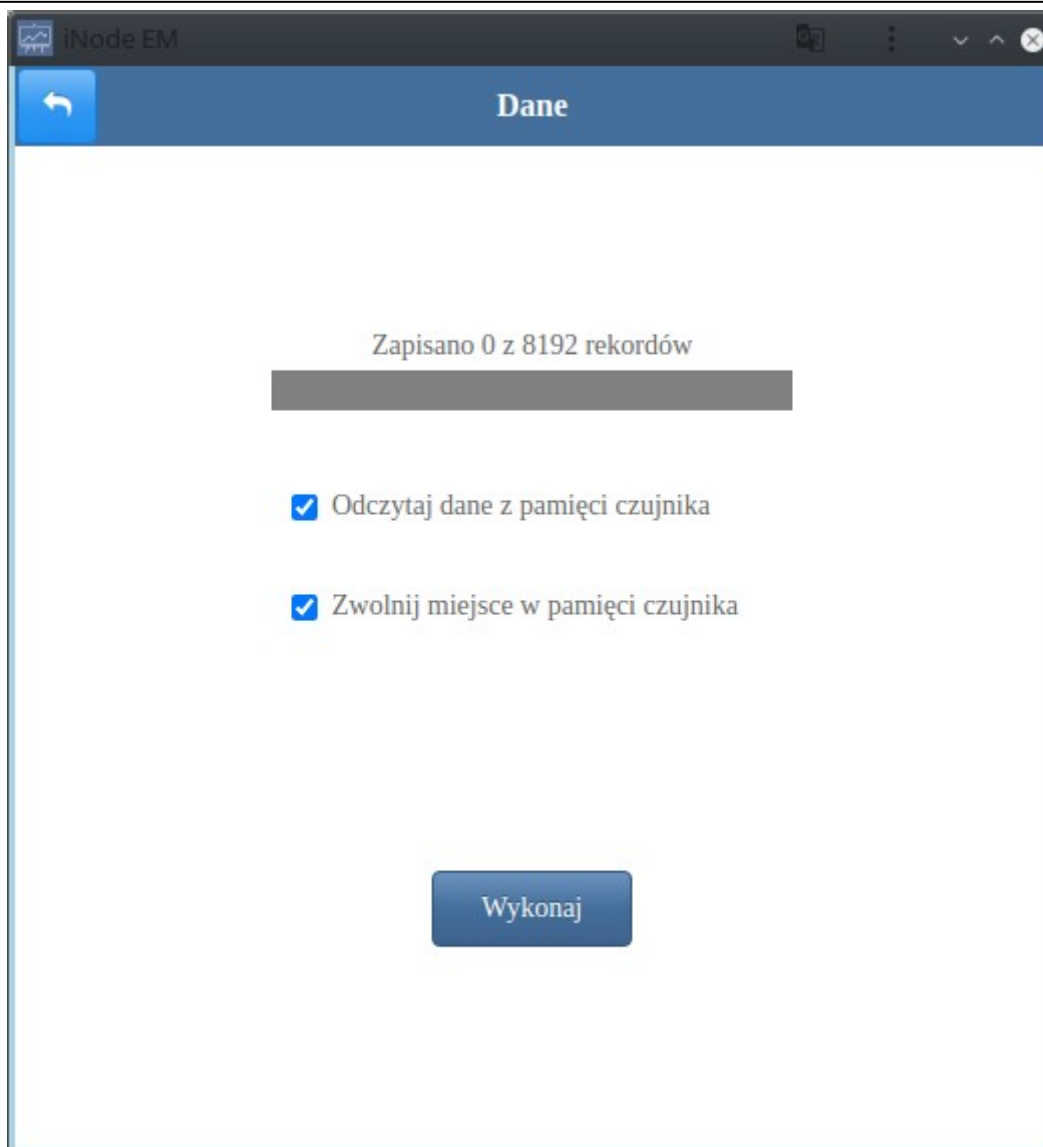 iNode EM
Dane
Zapisano 0 z 8192 rekordów
Odczytaj dane z pamięci czujnika
Zwolnij miejsce w pamięci czujnika
Wykonaj